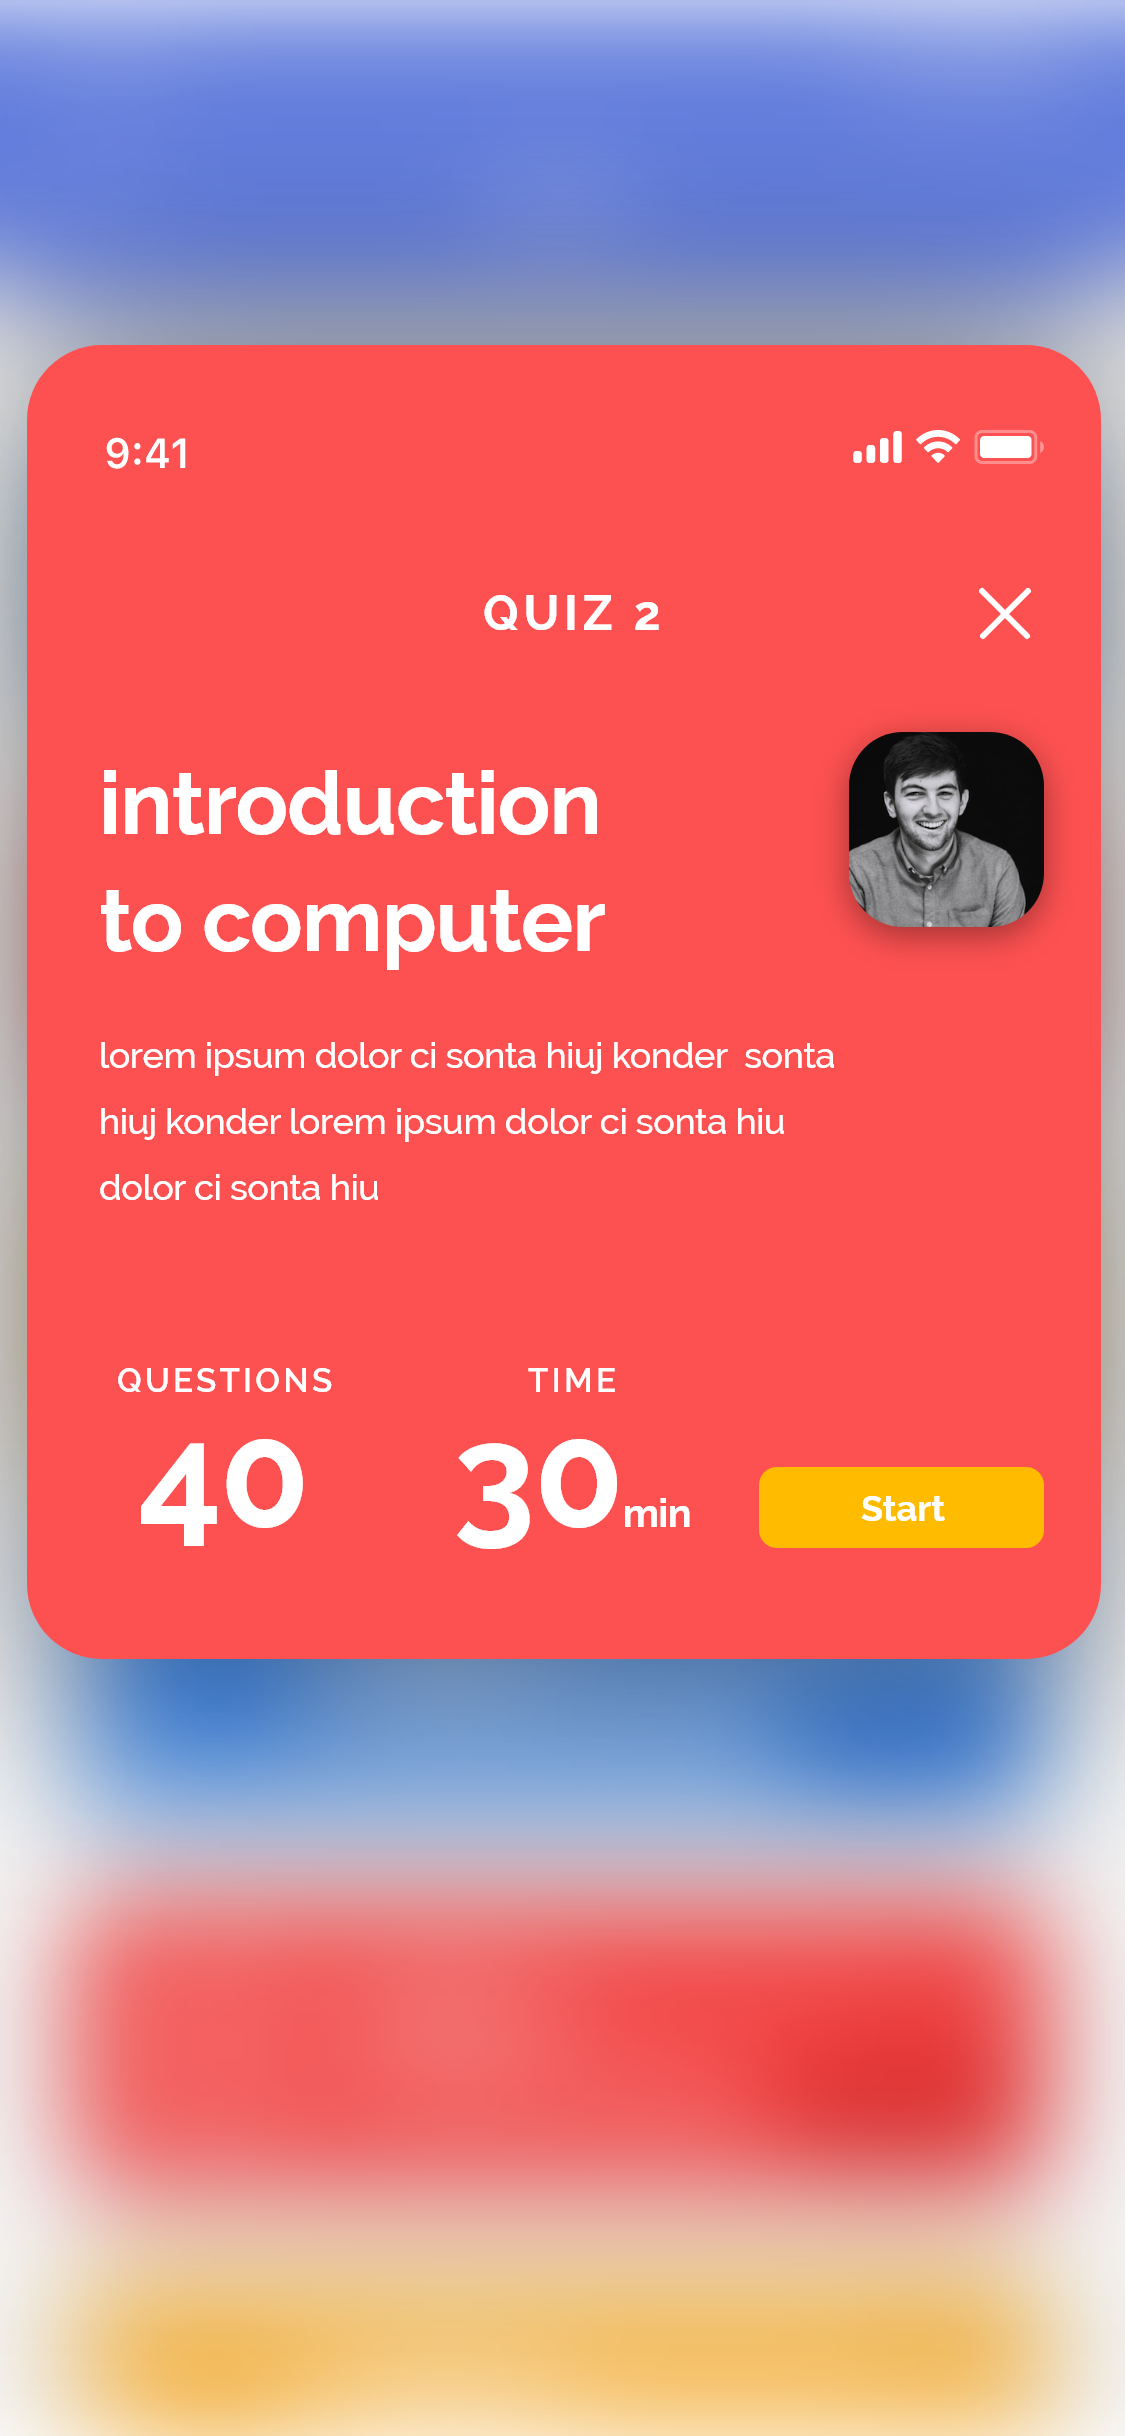 9:41
QUIZ 2
introduction
to computer
lorem ipsum dolor ci sonta hiuj konder  sonta
hiuj konder lorem ipsum dolor ci sonta hiu
dolor ci sonta hiu
QUESTIONS
40
TIME
30min
Start